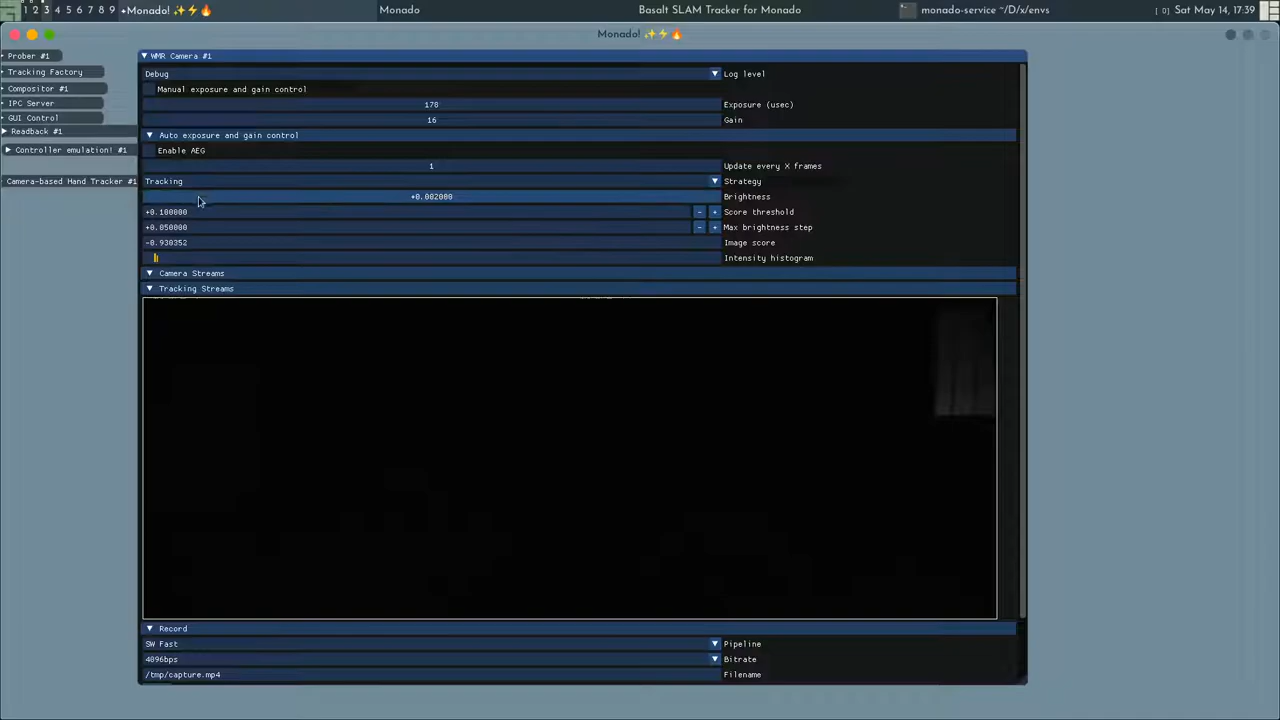 1 2 3 4 5 6 7 8 9 +Monado! ✨⚡🔥 Monado Basalt SLAM Tracker for Monado monado-service ~/D/x/envs Sat May 14, 17:39
Monado! ✨⚡🔥
Prober #1
Tracking Factory
Compositor #1
IPC Server
GUI Control
Readback #1
Controller emulation! #1
Camera-based Hand Tracker #1
WMR Camera #1
Debug Log level
Manual exposure and gain control
178 Exposure (usec)
16 Gain
Auto exposure and gain control
Enable AEG
1 Update every X frames
Tracking Strategy
+0.002000 Brightness
+0.100000 - + Score threshold
+0.050000 - + Max brightness step
-0.930352 Image score
Intensity histogram
Camera Streams
Tracking Streams
Record
SW Fast Pipeline
4096bps Bitrate
/tmp/capture.mp4 Filename